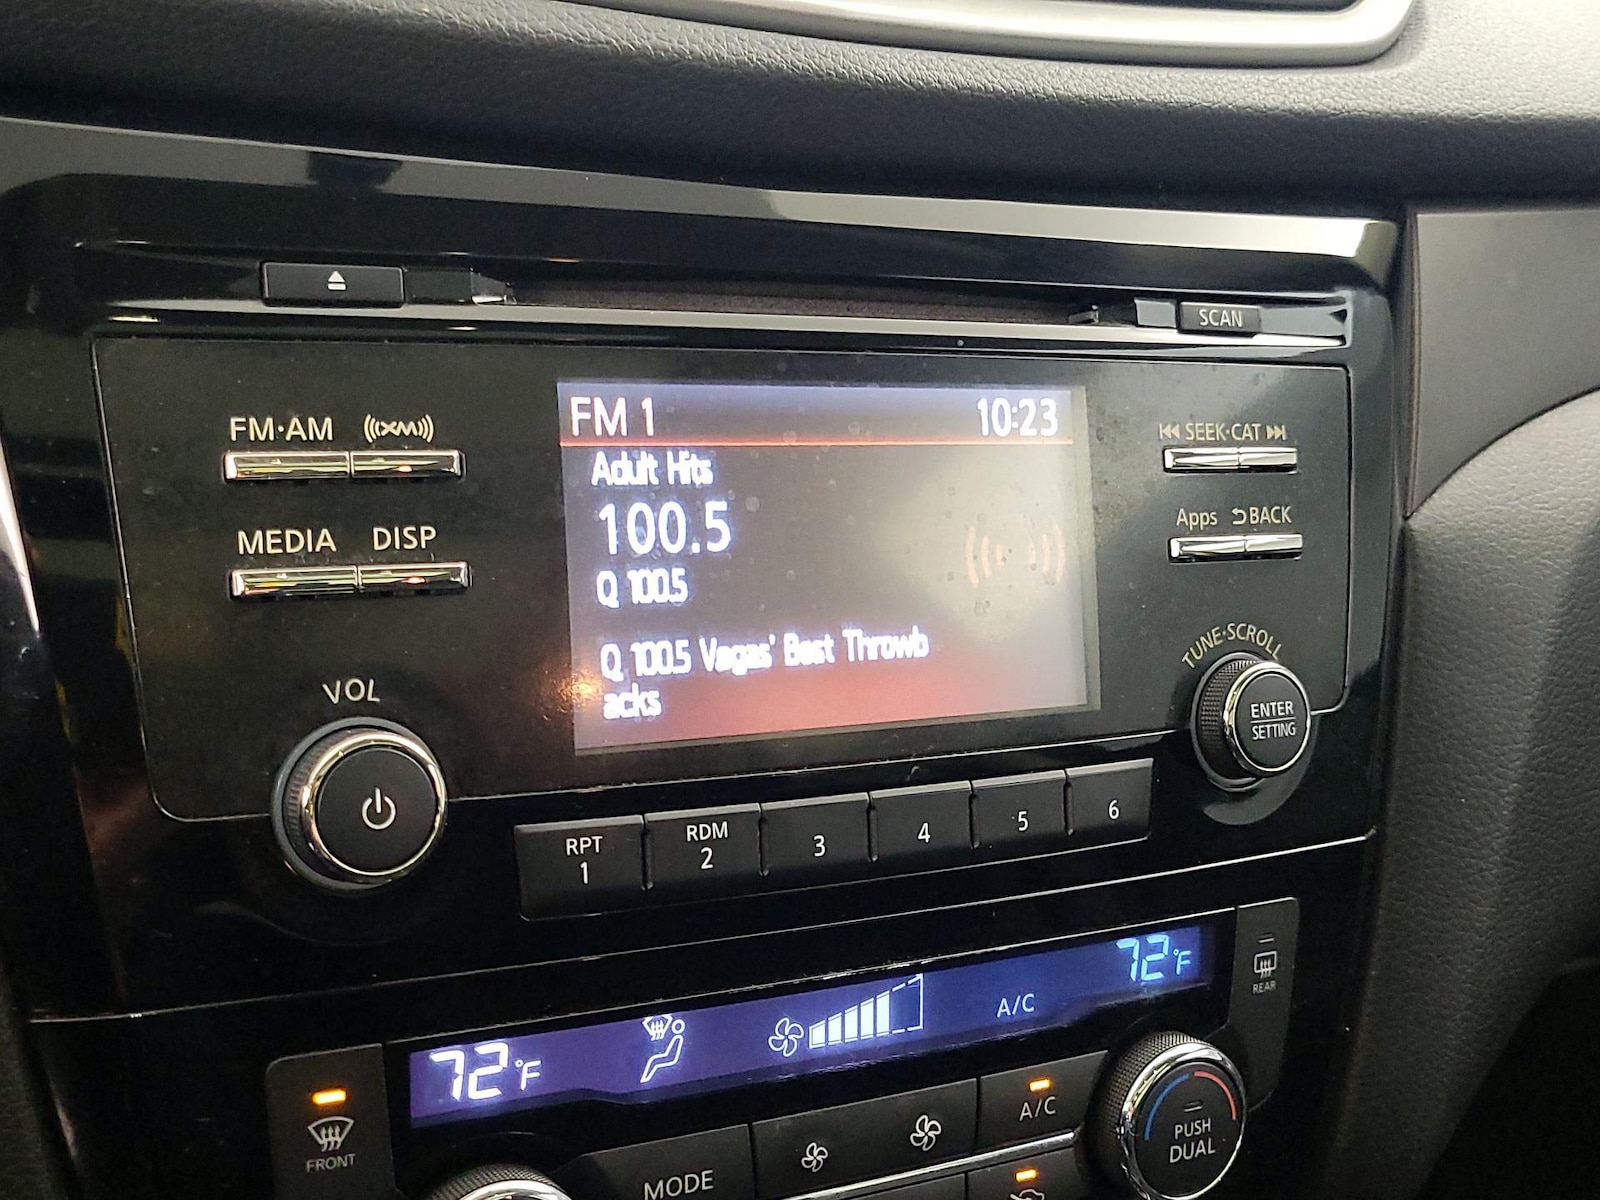 SCAN
FM·AM XM
FM 1 10:23
SEEK·CAT
Adult Hits
100.5
Apps BACK
MEDIA DISP
Q 100.5
Q 100.5 Vegas' Best Throwb
acks
TUNE·SCROLL
ENTER
SETTING
VOL
RPT
1
RDM
2
3
4
5
6
72°F
A/C
72°F
REAR
FRONT
A/C
PUSH
DUAL
MODE